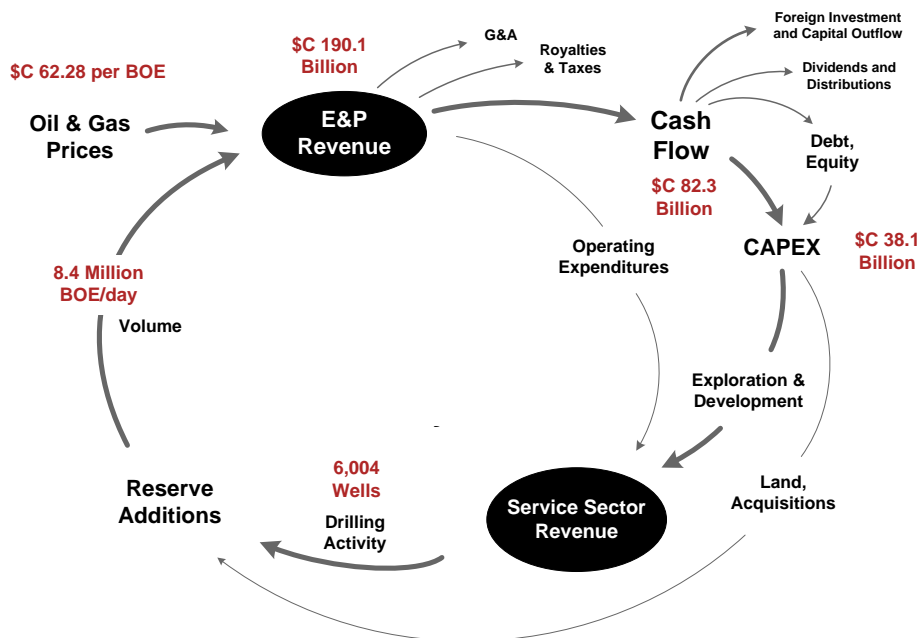 $C 62.28 per BOE
Oil & Gas
Prices
$C 190.1
Billion
E&P
Revenue
G&A
Royalties
& Taxes
Foreign Investment
and Capital Outflow
Dividends and
Distributions
Cash
Flow
$C 82.3
Billion
Debt,
Equity
CAPEX
$C 38.1
Billion
Operating
Expenditures
8.4 Million
BOE/day
Volume
Exploration &
Development
Land,
Acquisitions
Service Sector
Revenue
6,004
Wells
Drilling
Activity
Reserve
Additions